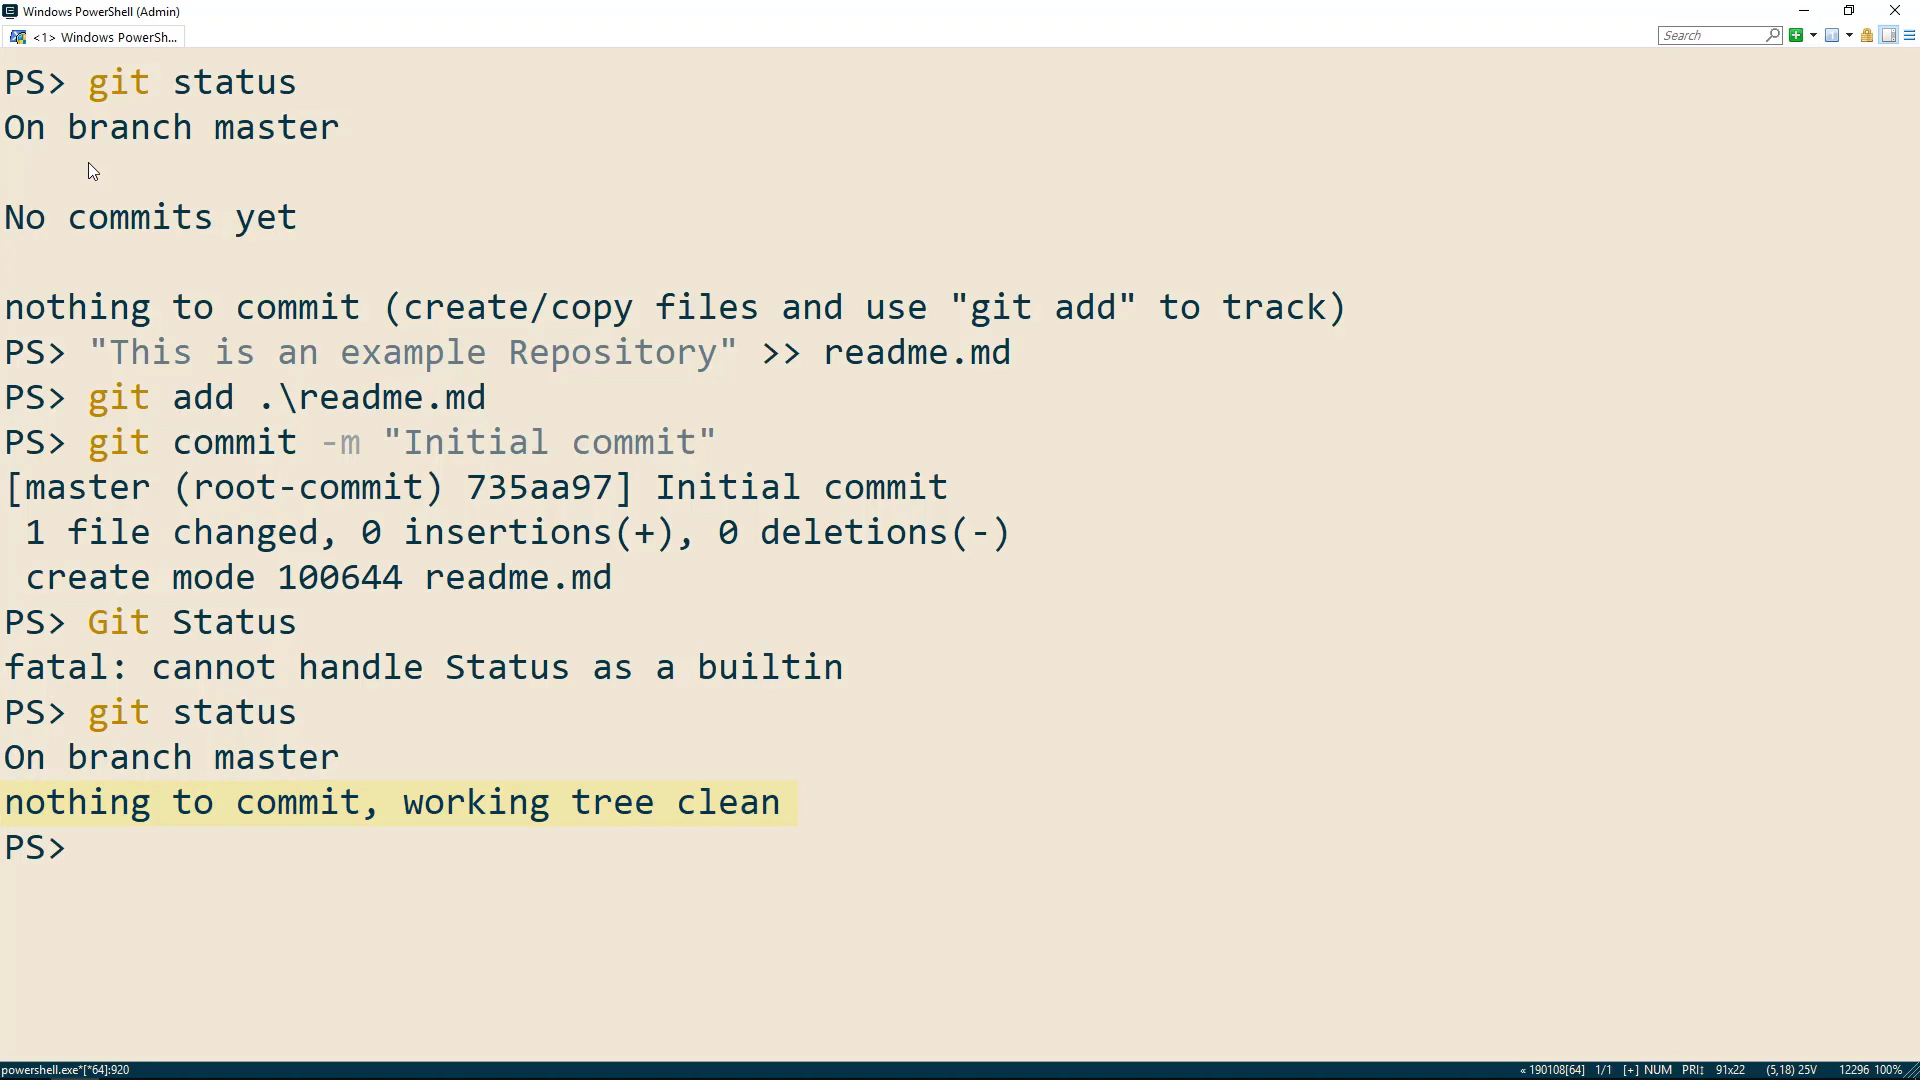 Windows PowerShell (Admin)
<1> Windows PowerSh...
Search
PS> git status
On branch master
No commits yet
nothing to commit (create/copy files and use "git add" to track)
PS> "This is an example Repository" >> readme.md
PS> git add .\readme.md
PS> git commit -m "Initial commit"
[master (root-commit) 735aa97] Initial commit
 1 file changed, 0 insertions(+), 0 deletions(-)
 create mode 100644 readme.md
PS> Git Status
fatal: cannot handle Status as a builtin
PS> git status
On branch master
nothing to commit, working tree clean
PS>
powershell.exe*[*64]:920 « 190108[64] 1/1 [+] NUM PRI↕ 91x22 (5,18) 25V 12296 100%